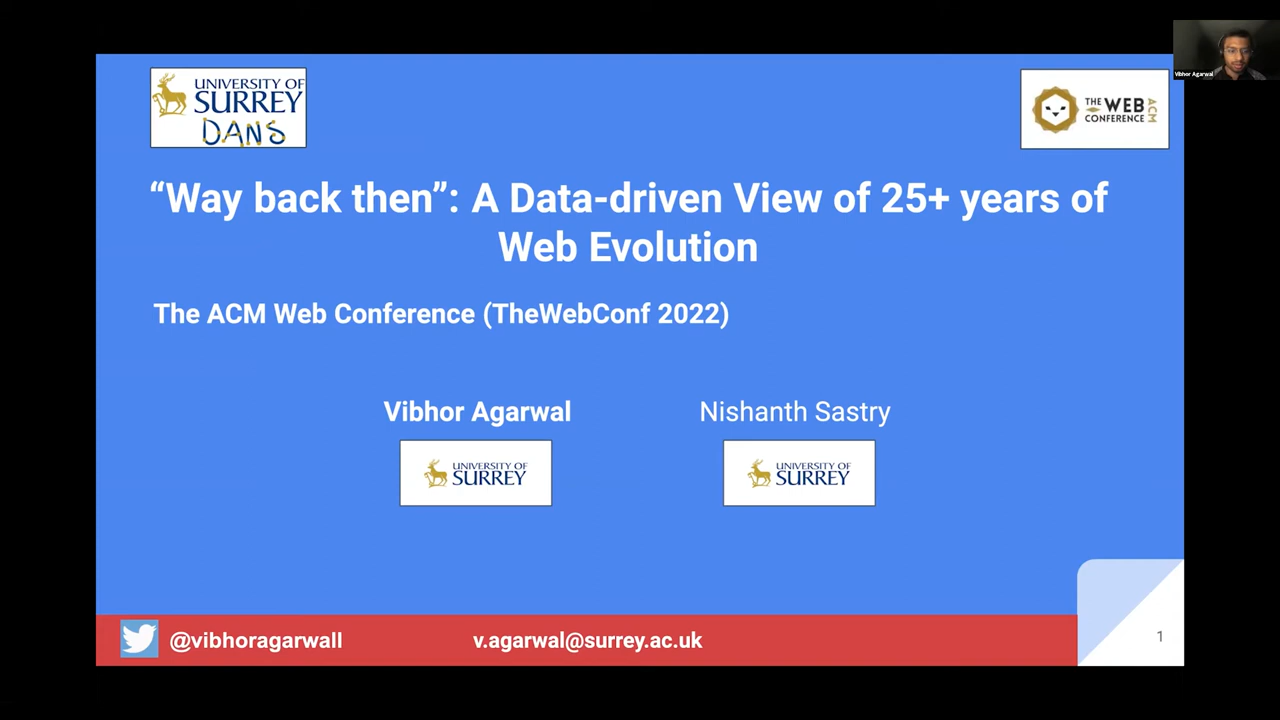 UNIVERSITY OF
SURREY
DANS
THE WEB
CONFERENCE
ACM
Vibhor Agarwal
“Way back then”: A Data-driven View of 25+ years of
Web Evolution
The ACM Web Conference (TheWebConf 2022)
Vibhor Agarwal
Nishanth Sastry
UNIVERSITY OF
SURREY
UNIVERSITY OF
SURREY
@vibhoragarwall
v.agarwal@surrey.ac.uk
1